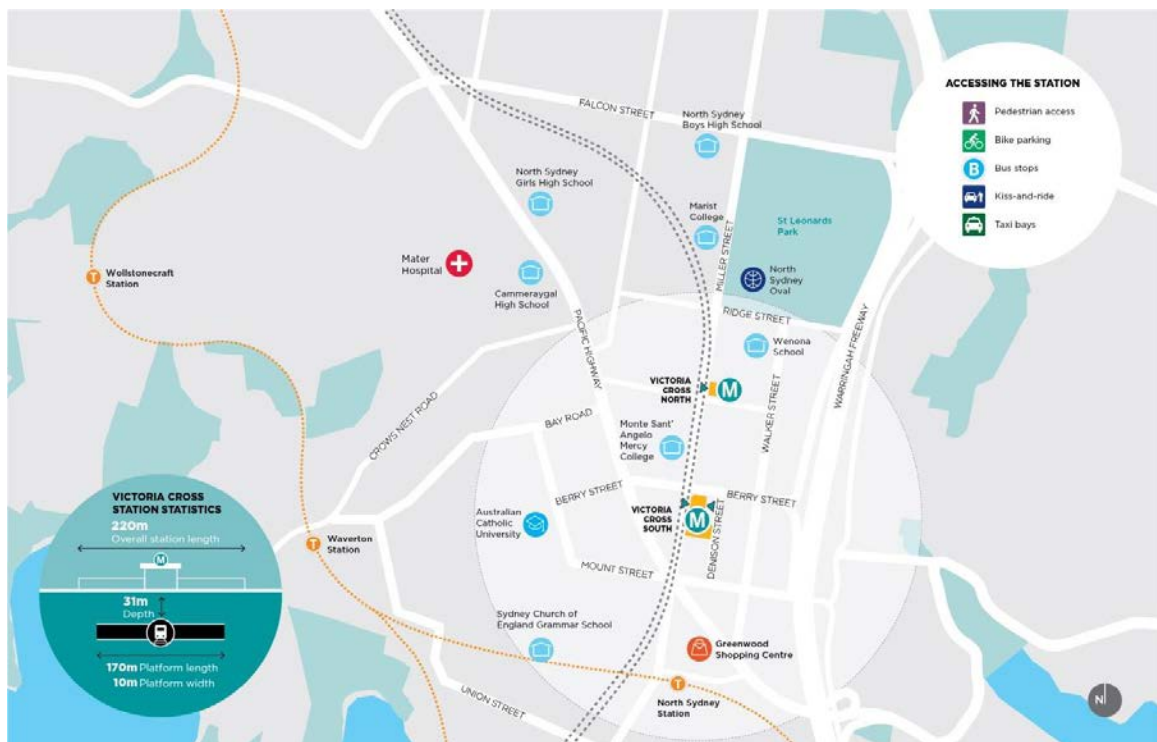 FALCON STREET
North Sydney
Boys High School
ACCESSING THE STATION
Pedestrian access
Bike parking
B
Bus stops
Kiss-and-ride
Taxi bays
North Sydney
Girls High School
Marist
College
St Leonards
Park
MILLER STREET
T
Wollstonecraft
Station
Mater
Hospital
Cammeraygal
High School
North
Sydney
Oval
PACIFIC HIGHWAY
RIDGE STREET
WARRINGAH FREEWAY
Wenona
School
VICTORIA
CROSS
NORTH
M
CROWS NEST ROAD
BAY ROAD
WALKER STREET
Monte Sant'
Angelo
Mercy
College
BERRY STREET
BERRY STREET
VICTORIA
CROSS
SOUTH
M
DENISON STREET
Australian
Catholic
University
T
Waverton
Station
MOUNT STREET
VICTORIA CROSS
STATION STATISTICS
220m
Overall station length
M
31m
Depth
170m Platform length
10m Platform width
Sydney Church of
England Grammar School
Greenwood
Shopping Centre
T
North Sydney
Station
UNION STREET
N